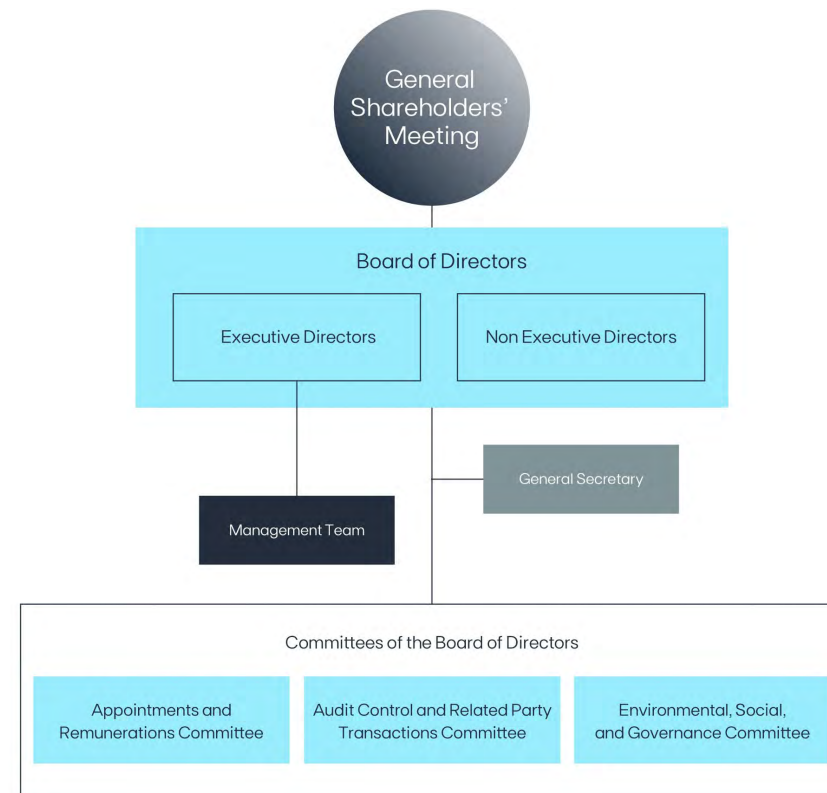 General
Shareholders'
Meeting
Board of Directors
Executive Directors
Non Executive Directors
General Secretary
Management Team
Committees of the Board of Directors
Appointments and
Remunerations Committee
Audit Control and Related Party
Transactions Committee
Environmental, Social,
and Governance Committee